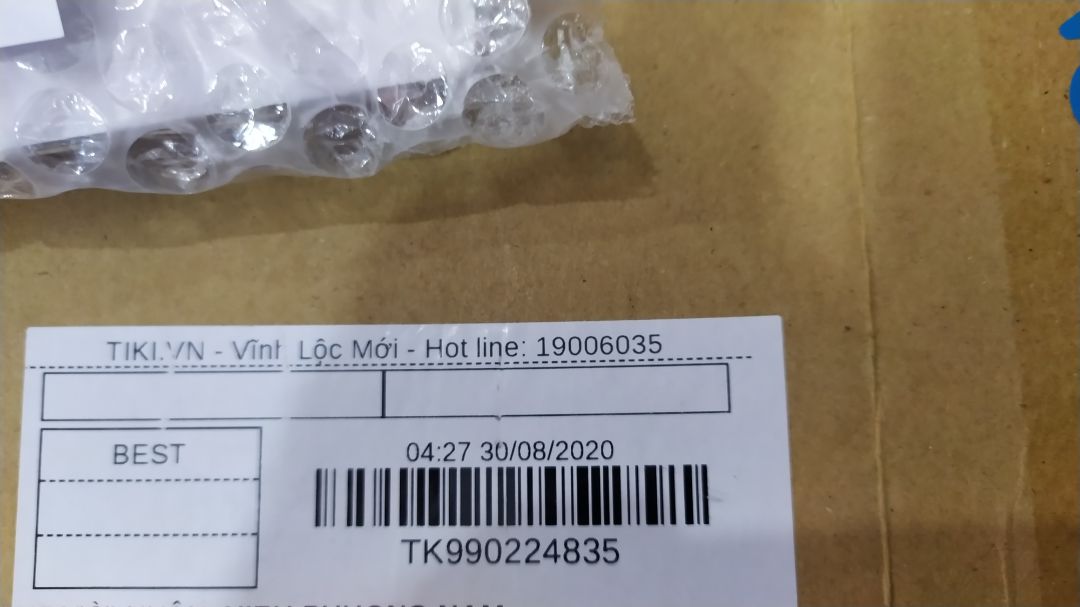 TIKI.VN - Vĩnh Lộc Mới - Hot line: 19006035
BEST
04:27 30/08/2020
TK990224835